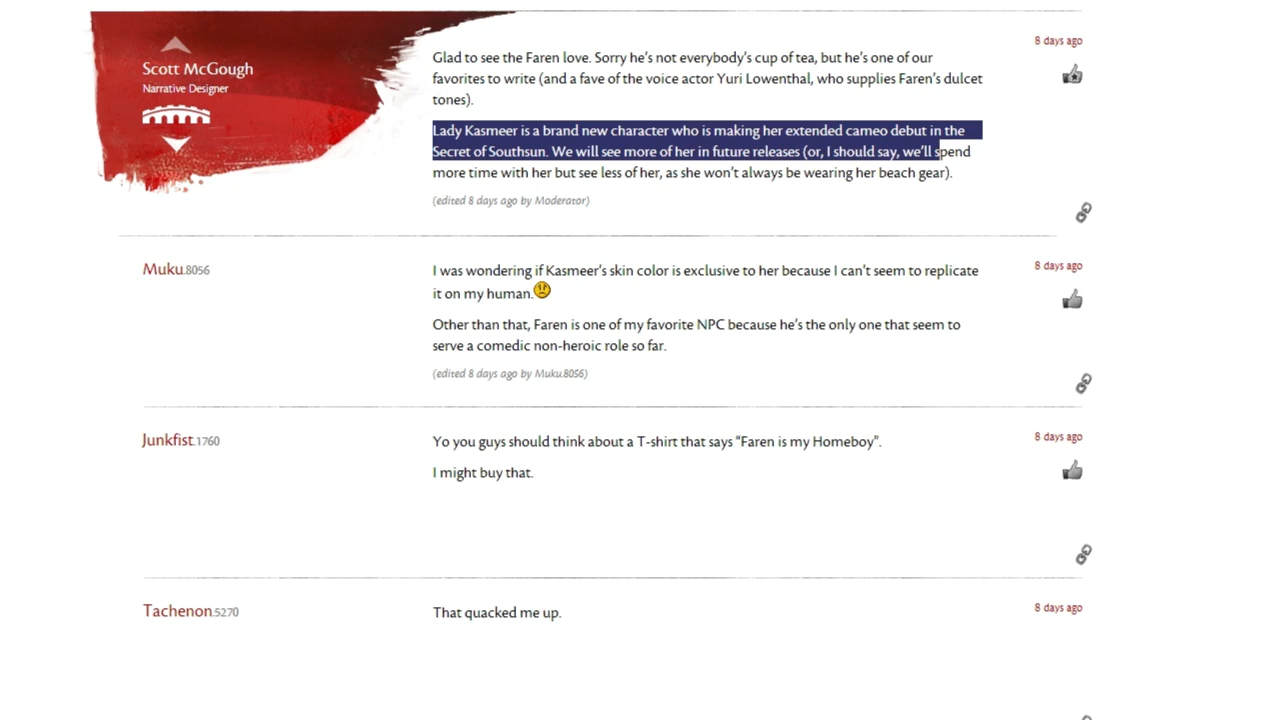 8 days ago
Scott McGough
Narrative Designer
Glad to see the Faren love. Sorry he's not everybody's cup of tea, but he's one of our
favorites to write (and a fave of the voice actor Yuri Lowenthal, who supplies Faren's dulcet
tones).
Lady Kasmeer is a brand new character who is making her extended cameo debut in the
Secret of Southsun. We will see more of her in future releases (or, I should say, we'll spend
more time with her but see less of her, as she won't always be wearing her beach gear).
(edited 8 days ago by Moderator)
Muku.8056
8 days ago
I was wondering if Kasmeer's skin color is exclusive to her because I can't seem to replicate
it on my human.
Other than that, Faren is one of my favorite NPC because he's the only one that seem to
serve a comedic non-heroic role so far.
(edited 8 days ago by Muku.8056)
Junkfist.1760
8 days ago
Yo you guys should think about a T-shirt that says “Faren is my Homeboy”.
I might buy that.
Tachenon.5270
8 days ago
That quacked me up.